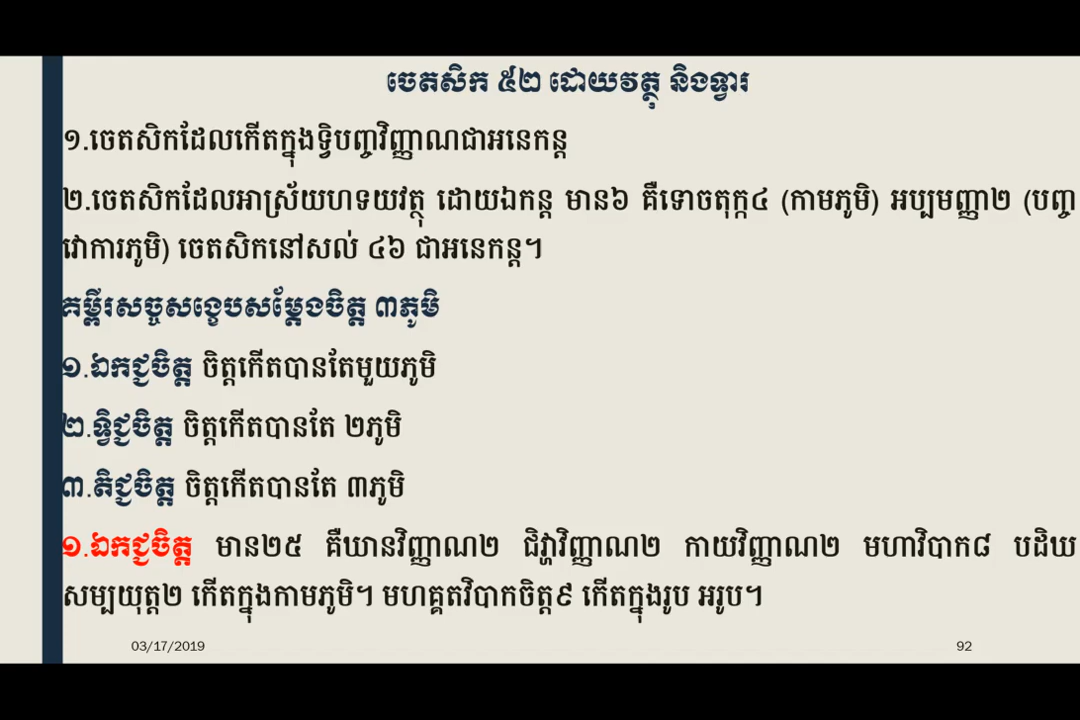 ចេតសិក ៥២ ដោយវត្ថុ និងទ្វារ
១.ចេតសិកដែលកើតក្នុងទ្វិបញ្ចវិញ្ញាណជាអនេកន្ត
២.ចេតសិកដែលអាស្រ័យហទយវត្ថុ ដោយឯកន្ត មាន៦ គឺទោចតុក្ក៤ (កាមភូមិ) អប្បមញ្ញា២ (បញ្ច
វោការភូមិ) ចេតសិកនៅសល់ ៤៦ ជាអនេកន្ត។
គម្ពីរសច្ចសង្ខេបសម្ដែងចិត្ត ៣ភូមិ
១.ឯកជ្ជចិត្ត ចិត្តកើតបានតែមួយភូមិ
២.ទ្វិជ្ជចិត្ត ចិត្តកើតបានតែ ២ភូមិ
៣.តិជ្ជចិត្ត ចិត្តកើតបានតែ ៣ភូមិ
១.ឯកជ្ជចិត្ត មាន២៥ គឺឃានវិញ្ញាណ២ ជិវ្ហាវិញ្ញាណ២ កាយវិញ្ញាណ២ មហាវិបាក៨ បដិឃ
សម្បយុត្ត២ កើតក្នុងកាមភូមិ។ មហគ្គតវិបាកចិត្ត៩ កើតក្នុងរូប អរូប។
03/17/2019
92